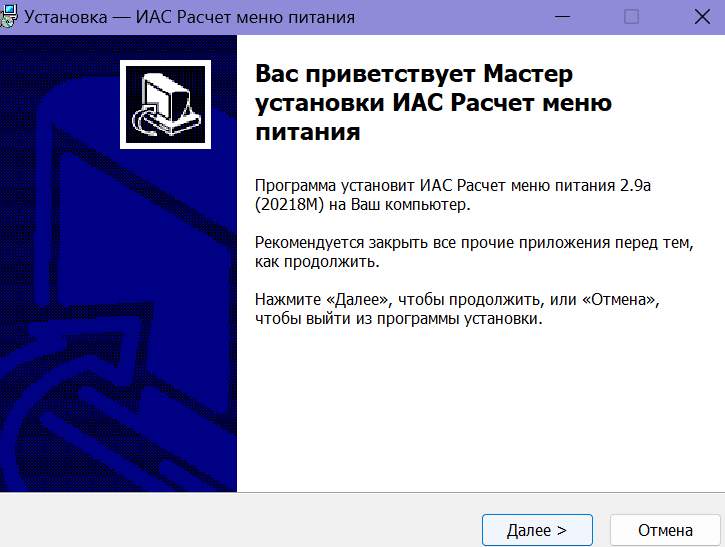 Установка — ИАС Расчет меню питания
Вас приветствует Мастер
установки ИАС Расчет меню
питания
Программа установит ИАС Расчет меню питания 2.9a
(20218M) на Ваш компьютер.
Рекомендуется закрыть все прочие приложения перед тем,
как продолжить.
Нажмите «Далее», чтобы продолжить, или «Отмена»,
чтобы выйти из программы установки.
Далее >
Отмена